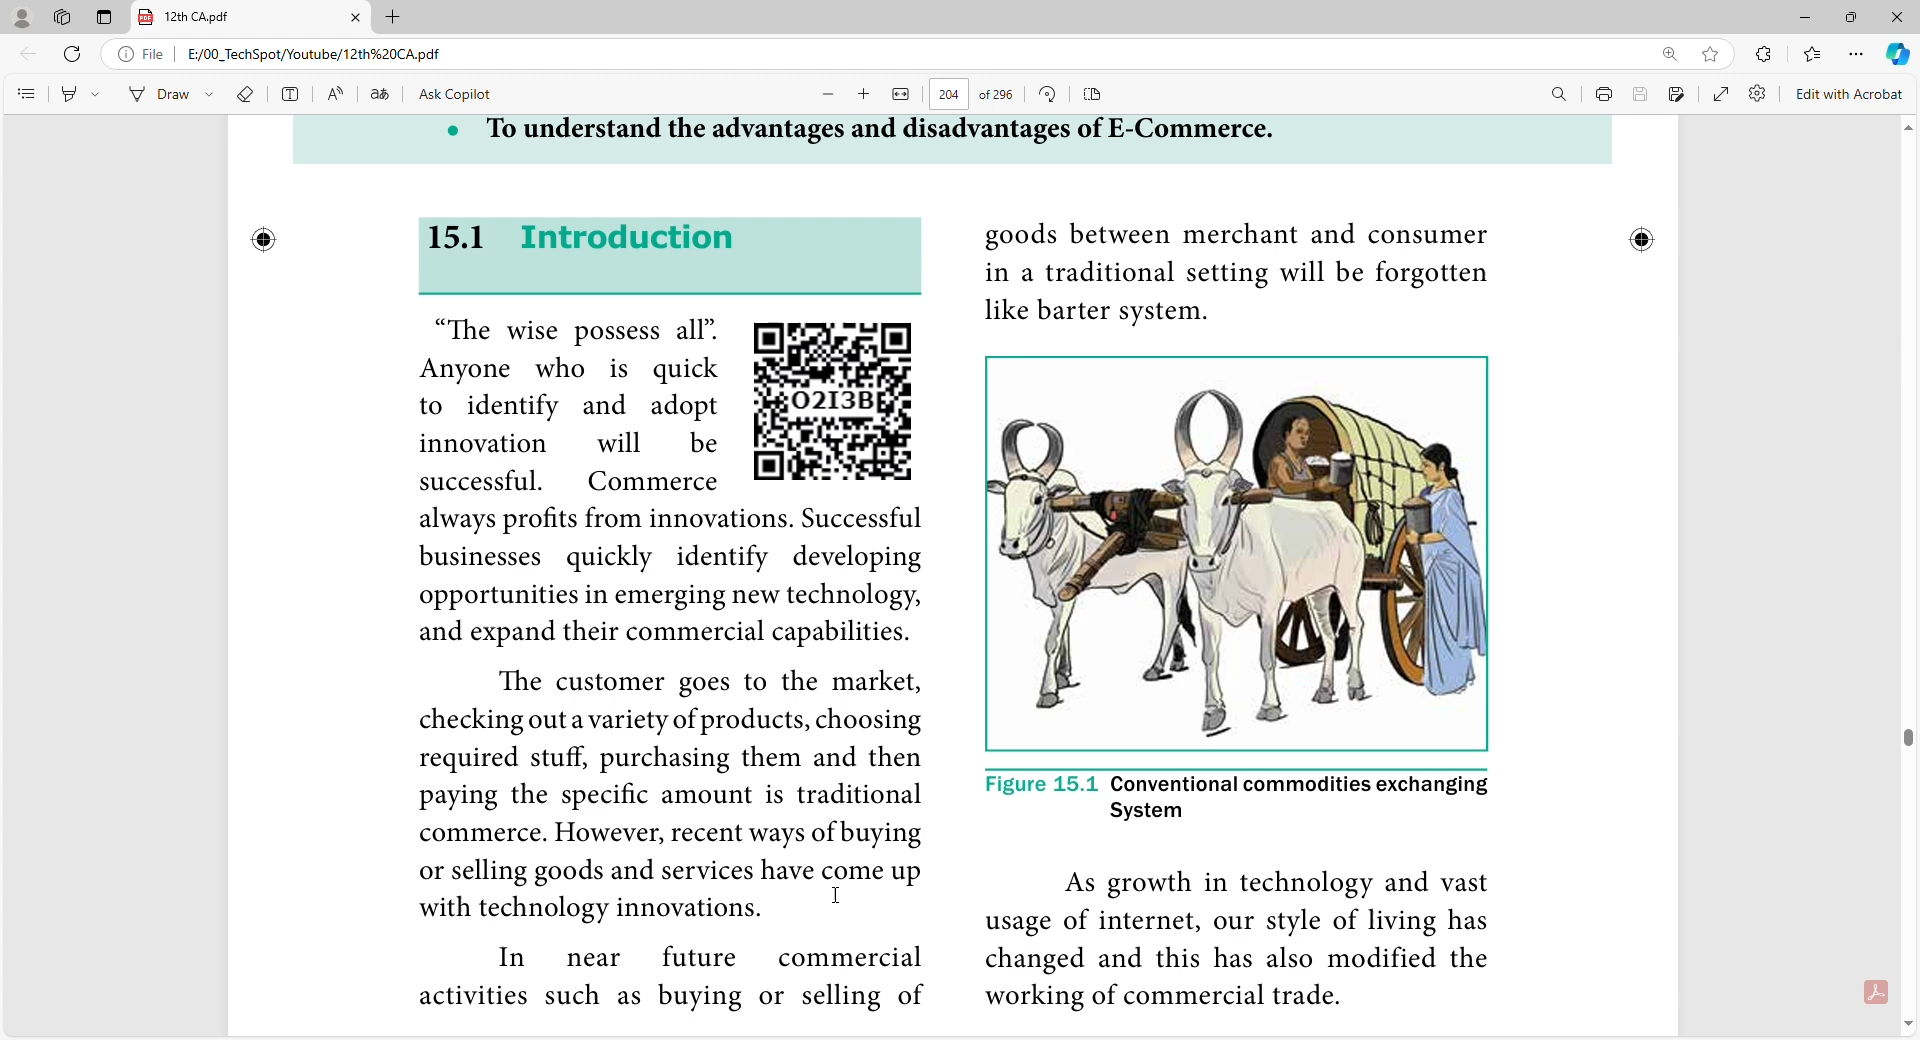 12th CA.pdf
File
E:/00_TechSpot/Youtube/12th%20CA.pdf
Draw
Ask Copilot
204
of 296
Edit with Acrobat
• To understand the advantages and disadvantages of E-Commerce.
15.1 Introduction
“The wise possess all”.
Anyone who is quick
to identify and adopt
innovation will be
successful. Commerce
always profits from innovations. Successful
businesses quickly identify developing
opportunities in emerging new technology,
and expand their commercial capabilities.
O2I3B
The customer goes to the market,
checking out a variety of products, choosing
required stuff, purchasing them and then
paying the specific amount is traditional
commerce. However, recent ways of buying
or selling goods and services have come up
with technology innovations.
In near future commercial
activities such as buying or selling of
goods between merchant and consumer
in a traditional setting will be forgotten
like barter system.
Figure 15.1 Conventional commodities exchanging
System
As growth in technology and vast
usage of internet, our style of living has
changed and this has also modified the
working of commercial trade.